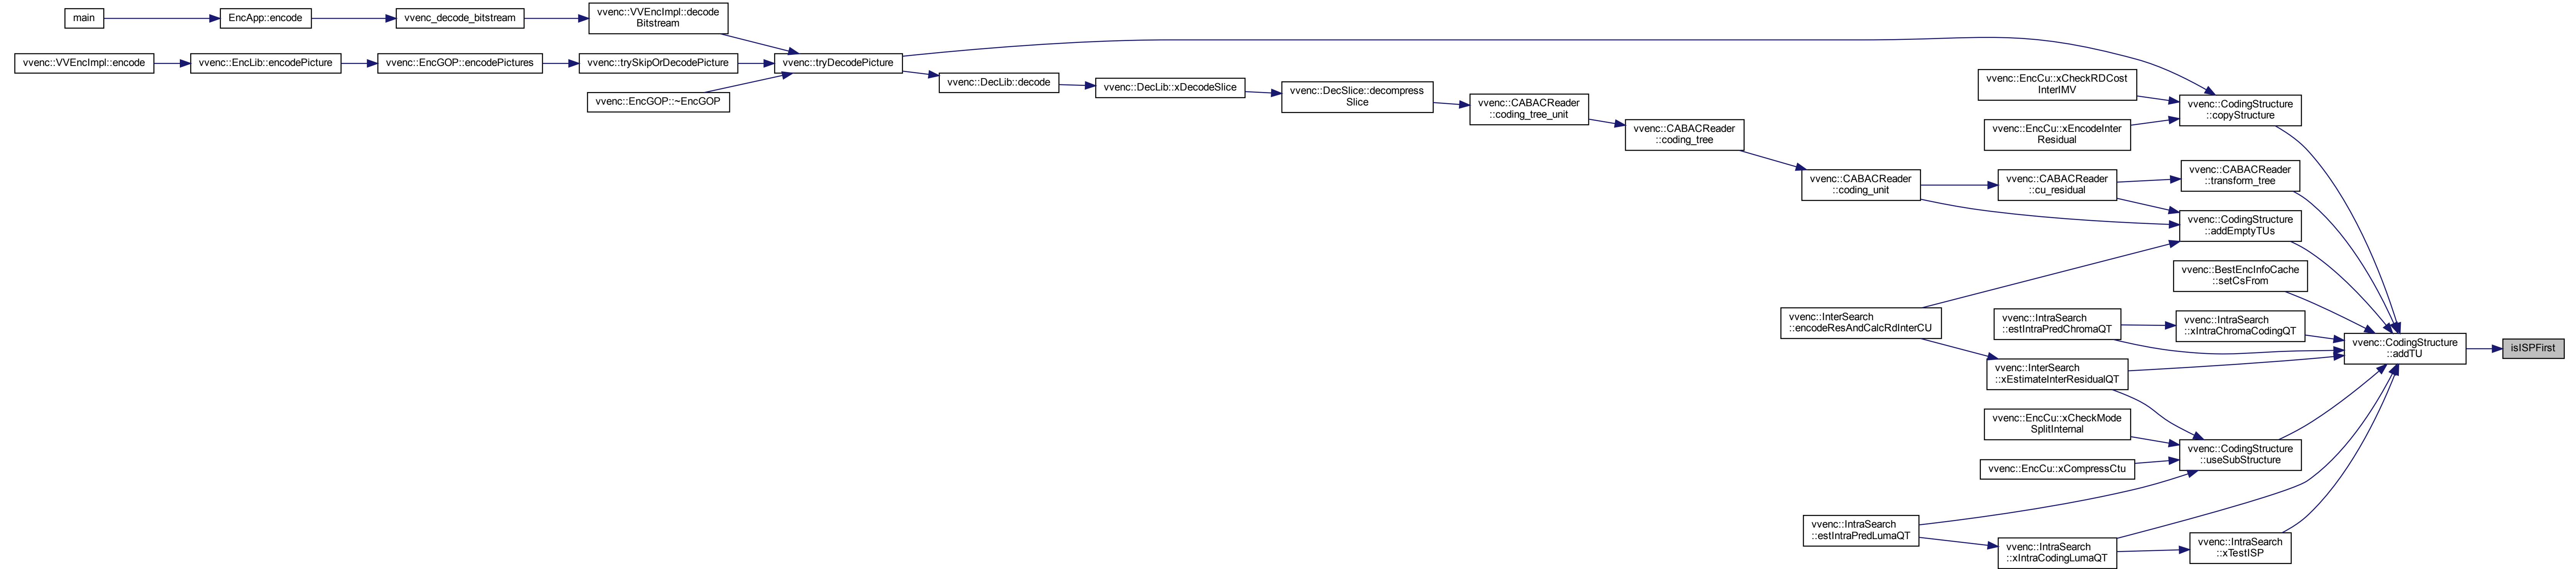 main
EncApp::encode
vvenc_decode_bitstream
vvenc::VVEncImpl::decode
Bitstream
vvenc::VVEncImpl::encode
vvenc::EncLib::encodePicture
vvenc::EncGOP::encodePictures
vvenc::trySkipOrDecodePicture
vvenc::tryDecodePicture
vvenc::EncGOP::~EncGOP
vvenc::DecLib::decode
vvenc::DecLib::xDecodeSlice
vvenc::DecSlice::decompress
Slice
vvenc::CABACReader
::coding_tree_unit
vvenc::CABACReader
::coding_tree
vvenc::CABACReader
::coding_unit
vvenc::CABACReader
::cu_residual
vvenc::EncCu::xCheckRDCost
InterIMV
vvenc::EncCu::xEncodeInter
Residual
vvenc::CodingStructure
::copyStructure
vvenc::CABACReader
::transform_tree
vvenc::CodingStructure
::addEmptyTUs
vvenc::BestEncInfoCache
::setCsFrom
vvenc::InterSearch
::encodeResAndCalcRdInterCU
vvenc::IntraSearch
::estIntraPredChromaQT
vvenc::IntraSearch
::xIntraChromaCodingQT
vvenc::CodingStructure
::addTU
isISPFirst
vvenc::InterSearch
::xEstimateInterResidualQT
vvenc::EncCu::xCheckMode
SplitInternal
vvenc::EncCu::xCompressCtu
vvenc::CodingStructure
::useSubStructure
vvenc::IntraSearch
::estIntraPredLumaQT
vvenc::IntraSearch
::xIntraCodingLumaQT
vvenc::IntraSearch
::xTestISP